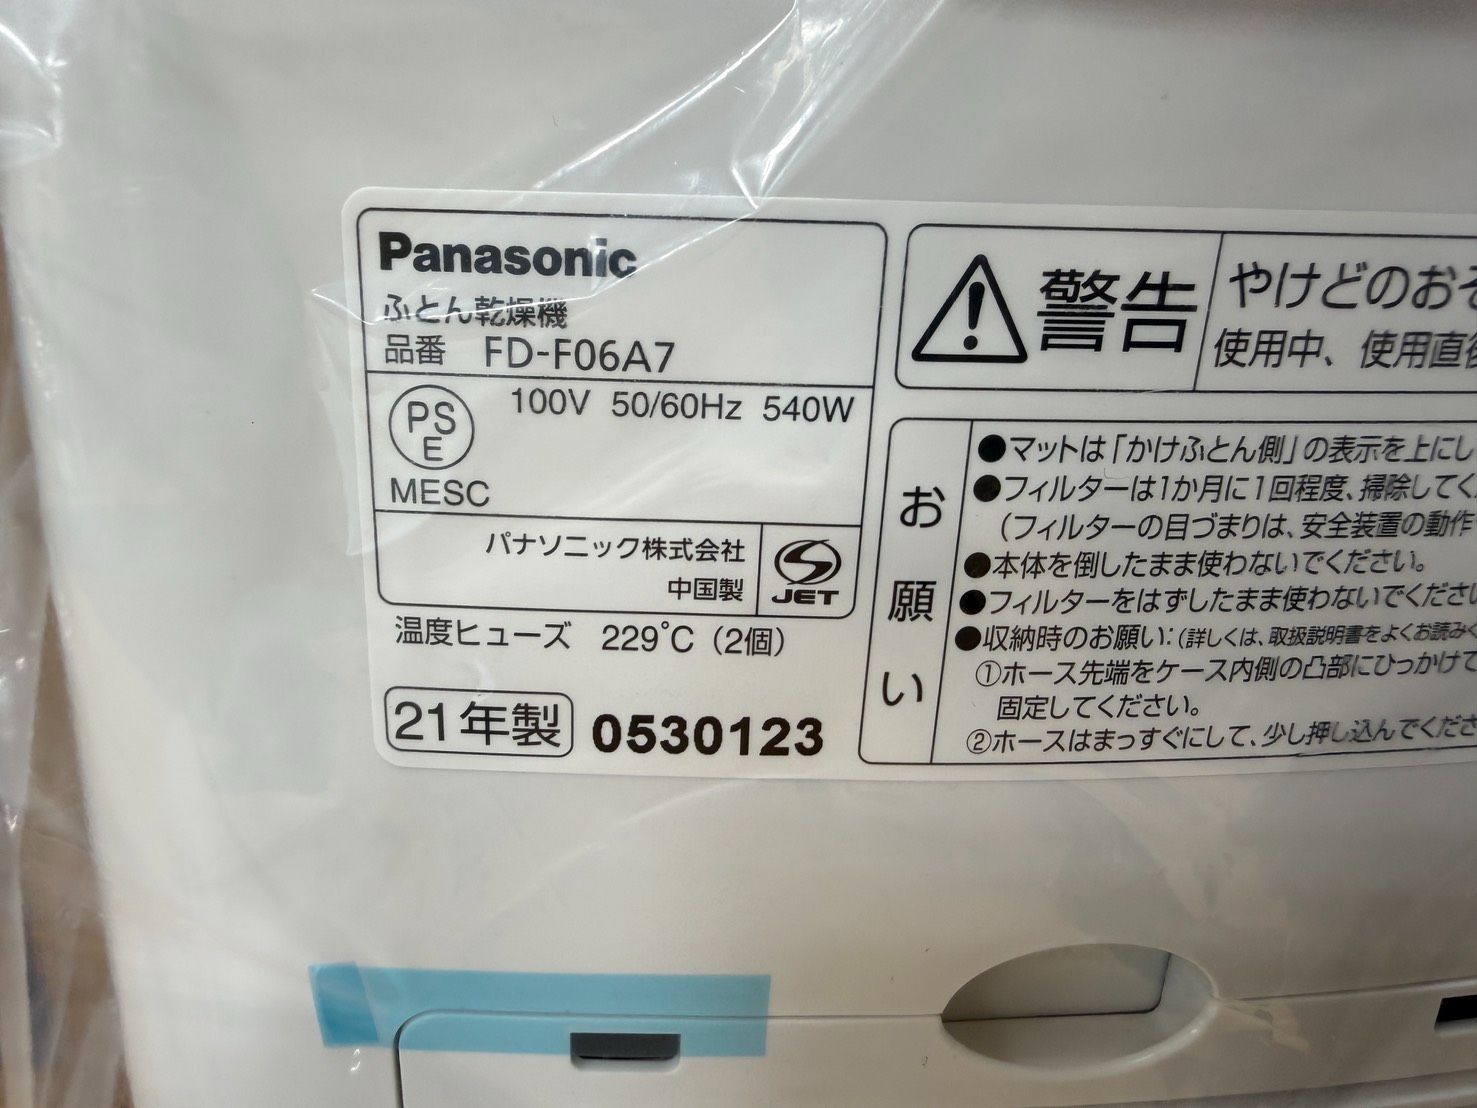 Panasonic
ふとん乾燥機
品番 FD-F06A7
PS
E
100V 50/60Hz 540W
MESC
パナソニック株式会社
中国製
JET
温度ヒューズ 229℃（2個）
21年製 0530123
警告
やけどのおそ
使用中、使用直後
お願い
●マットは「かけふとん側」の表示を上にし
●フィルターは1か月に1回程度、掃除してく
（フィルターの目づまりは、安全装置の動作
●本体を倒したまま使わないでください。
●フィルターをはずしたまま使わないでくださ
●収納時のお願い：（詳しくは、取扱説明書をよくお読みく
①ホース先端をケース内側の凸部にひっかけて
固定してください。
②ホースはまっすぐにして、少し押し込んでくださ